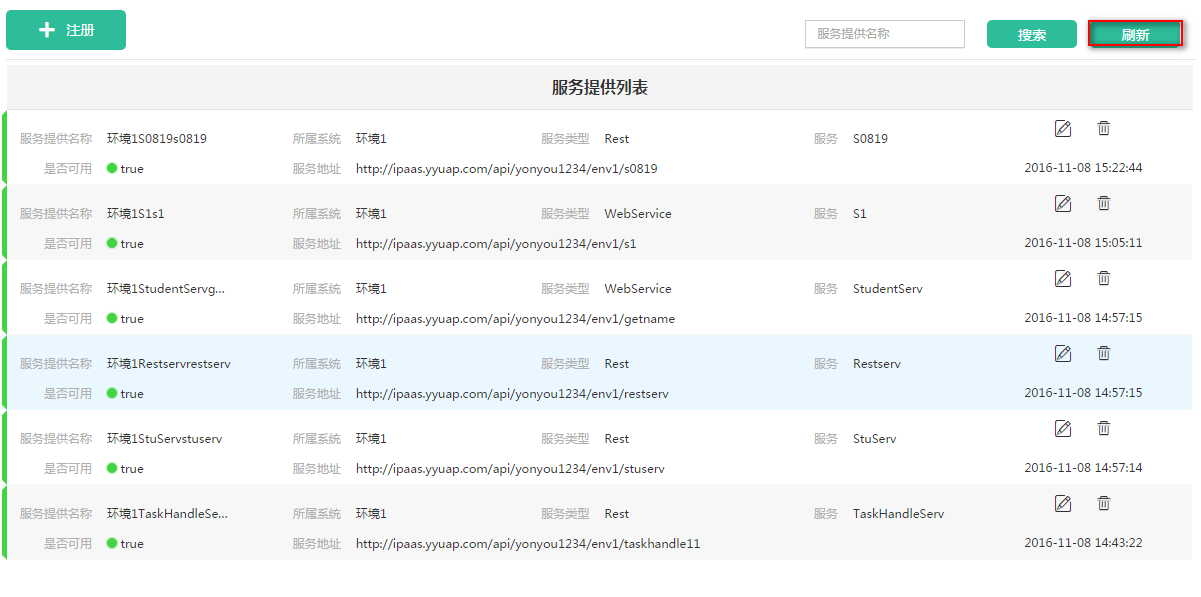 注册
服务提供名称 搜索 刷新
服务提供列表
服务提供名称 环境1S0819s0819 所属系统 环境1 服务类型 Rest 服务 S0819
是否可用 true 服务地址 http://ipaas.yyuap.com/api/yonyou1234/env1/s0819 2016-11-08 15:22:44
服务提供名称 环境1S1s1 所属系统 环境1 服务类型 WebService 服务 S1
是否可用 true 服务地址 http://ipaas.yyuap.com/api/yonyou1234/env1/s1 2016-11-08 15:05:11
服务提供名称 环境1StudentServg... 所属系统 环境1 服务类型 WebService 服务 StudentServ
是否可用 true 服务地址 http://ipaas.yyuap.com/api/yonyou1234/env1/getname 2016-11-08 14:57:15
服务提供名称 环境1Restservrestserv 所属系统 环境1 服务类型 Rest 服务 Restserv
是否可用 true 服务地址 http://ipaas.yyuap.com/api/yonyou1234/env1/restserv 2016-11-08 14:57:15
服务提供名称 环境1StuServstuserv 所属系统 环境1 服务类型 Rest 服务 StuServ
是否可用 true 服务地址 http://ipaas.yyuap.com/api/yonyou1234/env1/stuserv 2016-11-08 14:57:14
服务提供名称 环境1TaskHandleSe... 所属系统 环境1 服务类型 Rest 服务 TaskHandleServ
是否可用 true 服务地址 http://ipaas.yyuap.com/api/yonyou1234/env1/taskhandle11 2016-11-08 14:43:22